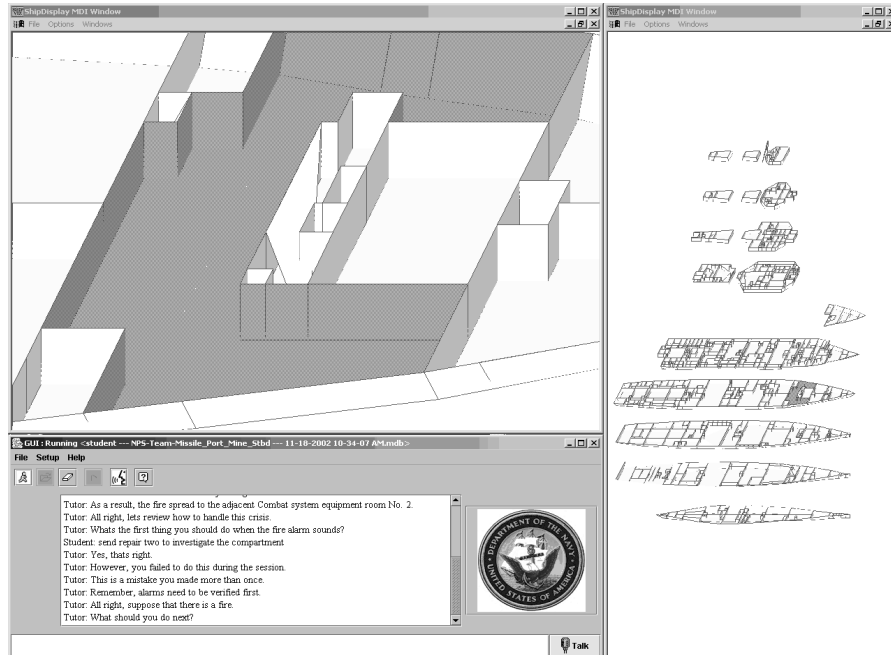 ShipDisplay MDI Window
File Options Windows
ShipDisplay MDI Window
File Options Windows
GUI : Running <student --- NPS-Team-Missile_Port_Mine_Stbd --- 11-18-2002 10-34-07 AM.mdb>
File Setup Help
Tutor: As a result, the fire spread to the adjacent Combat system equipment room No. 2.
Tutor: All right, lets review how to handle this crisis.
Tutor: Whats the first thing you should do when the fire alarm sounds?
Student: send repair two to investigate the compartment
Tutor: Yes, thats right.
Tutor: However, you failed to do this during the session.
Tutor: This is a mistake you made more than once.
Tutor: Remember, alarms need to be verified first.
Tutor: All right, suppose that there is a fire.
Tutor: What should you do next?
DEPARTMENT OF THE NAVY
UNITED STATES OF AMERICA
Talk